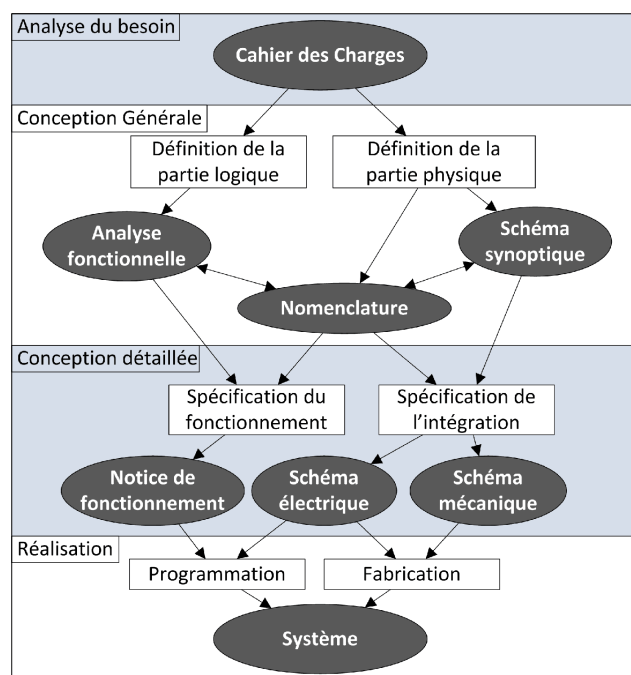 Analyse du besoin
Cahier des Charges
Conception Générale
Définition de la
partie logique
Définition de la
partie physique
Analyse
fonctionnelle
Schéma
synoptique
Nomenclature
Conception détaillée
Spécification du
fonctionnement
Spécification de
l'intégration
Notice de
fonctionnement
Schéma
électrique
Schéma
mécanique
Réalisation
Programmation
Fabrication
Système